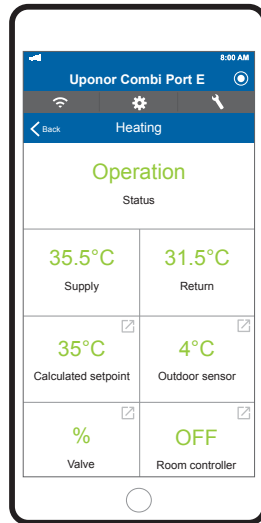 8:00 AM
Uponor Combi Port E
Back Heating
Operation
Status
35.5°C 31.5°C
Supply Return
35°C 4°C
Calculated setpoint Outdoor sensor
% OFF
Valve Room controller